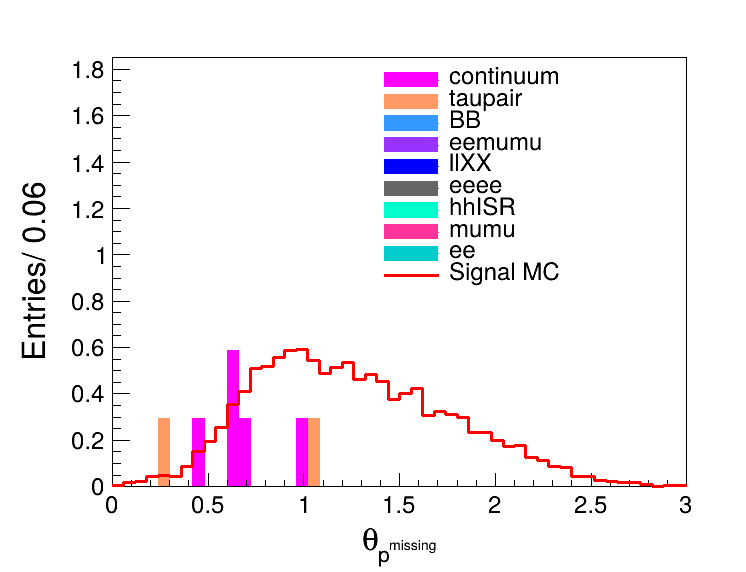 continuum
taupair
BB
eemumu
llXX
eeee
hhISR
mumu
ee
Signal MC
Entries/ 0.06
1.8
1.6
1.4
1.2
1
0.8
0.6
0.4
0.2
0
0 0.5 1 1.5 2 2.5 3
θ_p^missing